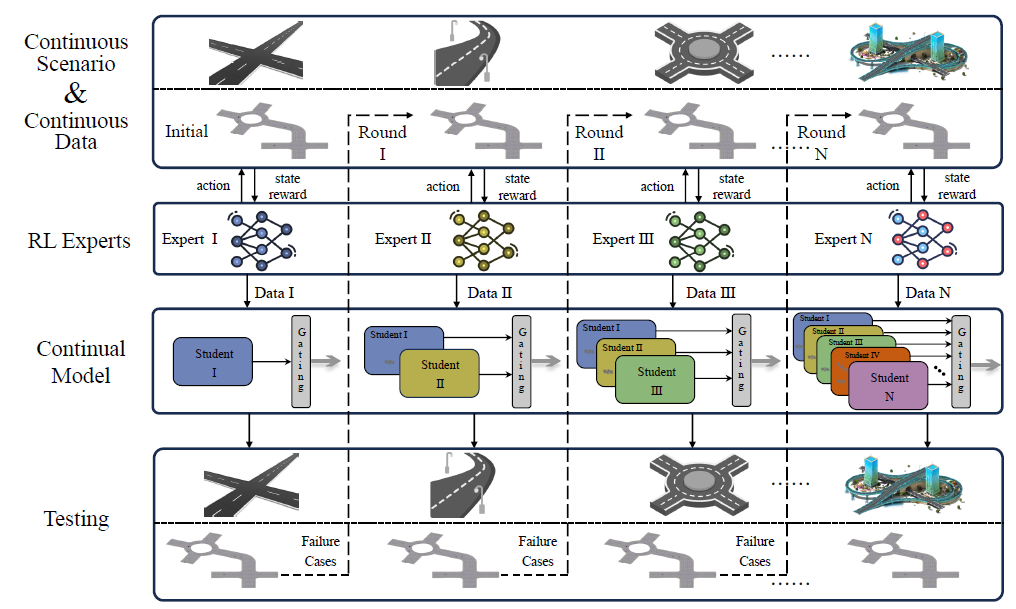 Continuous
Scenario
&
Continuous
Data
......
Initial
Round
I
Round
II
......
Round
N
action
state
reward
action
state
reward
action
state
reward
action
state
reward
RL Experts
Expert I
Expert II
Expert III
Expert N
Data I
Data II
Data III
Data N
Continual
Model
Student
I
Gating
Student I
Student
II
Gating
Student I
Student II
Student
III
Gating
Student I
Student II
Student III
Student IV
Student
N
Gating
Testing
......
Failure
Cases
Failure
Cases
Failure
Cases
......